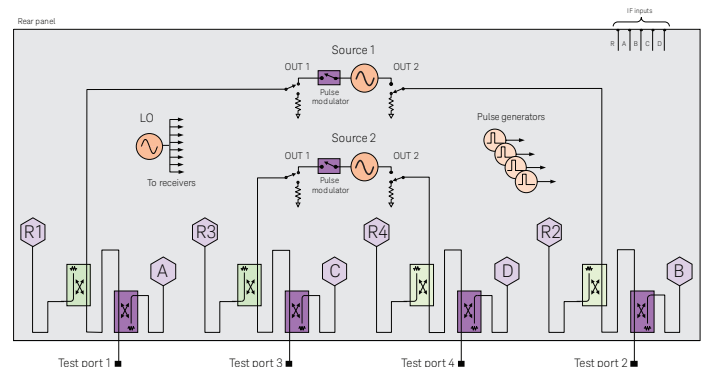 IF inputs
Rear panel
R A B C D
Source 1
OUT 1
OUT 2
Pulse
modulator
LO
To receivers
Pulse generators
Source 2
OUT 1
OUT 2
Pulse
modulator
R1
A
R3
C
R4
D
R2
B
Test port 1
Test port 3
Test port 4
Test port 2